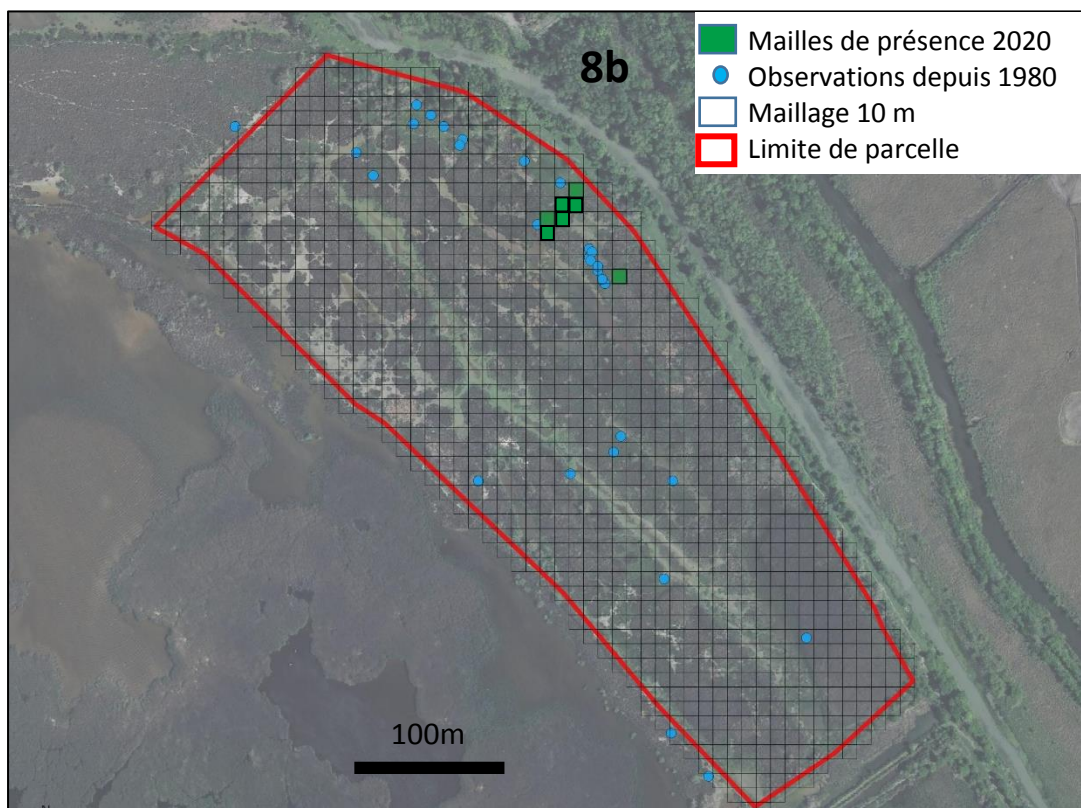 8b
Mailles de présence 2020
Observations depuis 1980
Maillage 10 m
Limite de parcelle
100m